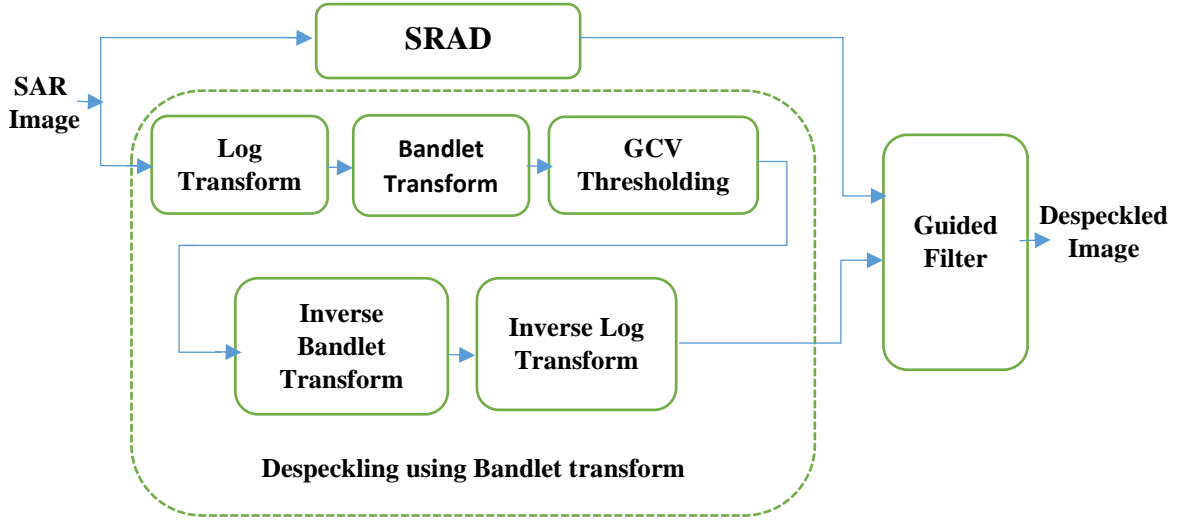 SRAD
SAR
Image
Log
Transform
Bandlet
Transform
GCV
Thresholding
Inverse
Bandlet
Transform
Inverse Log
Transform
Despeckling using Bandlet transform
Guided
Filter
Despeckled
Image